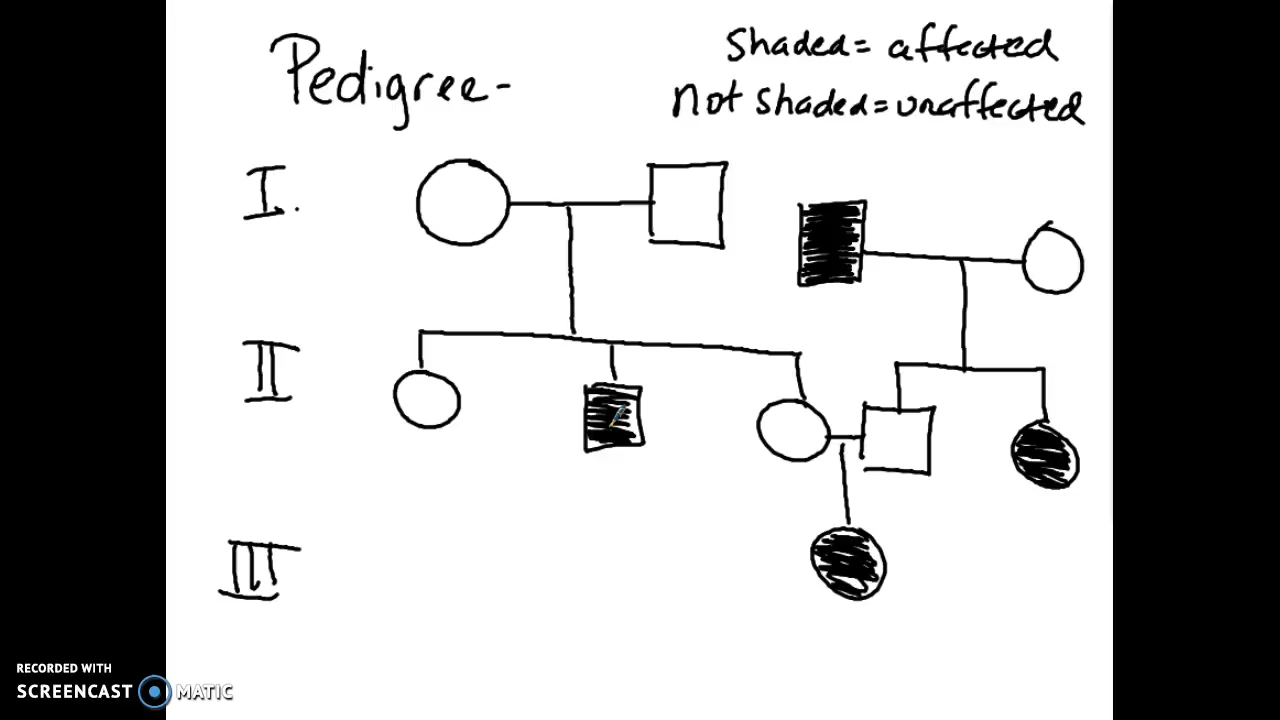 Pedigree-
Shaded= affected
not shaded=unaffected
I.
II
III
RECORDED WITH
SCREENCAST MATIC